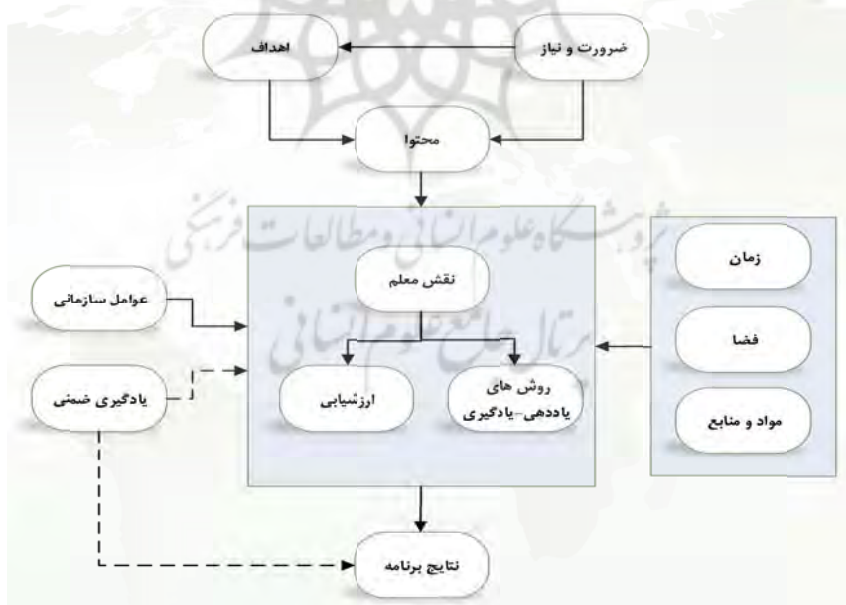 ضرورت و نیاز
اهداف
محتوا
پژوهشگاه علوم انسانی و مطالعات فرهنگی
پرتال جامع علوم انسانی
نقش معلم
روش های
یاددهی-یادگیری
ارزشیابی
زمان
فضا
مواد و منابع
عوامل سازمانی
یادگیری ضمنی
نتایج برنامه